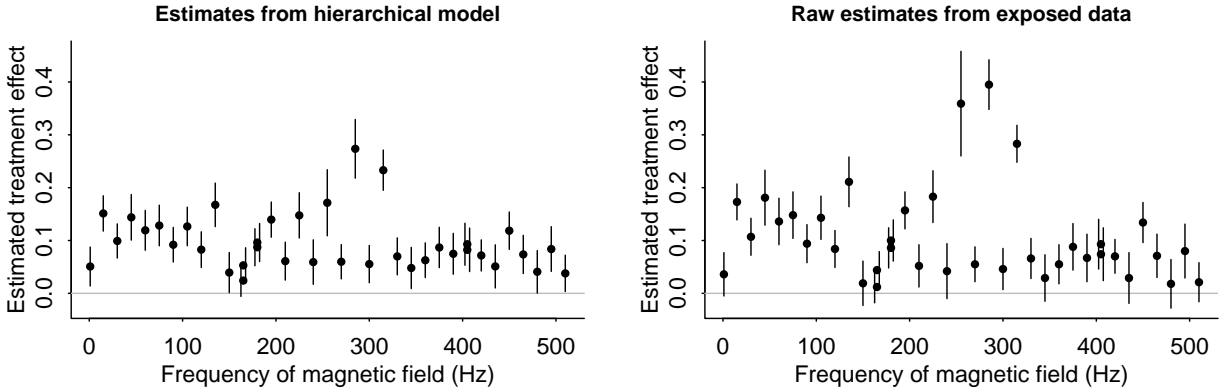 Estimates from hierarchical model
Estimated treatment effect
0.0 0.1 0.2 0.3 0.4
0 100 200 300 400 500
Frequency of magnetic field (Hz)
Raw estimates from exposed data
Estimated treatment effect
0.0 0.1 0.2 0.3 0.4
0 100 200 300 400 500
Frequency of magnetic field (Hz)